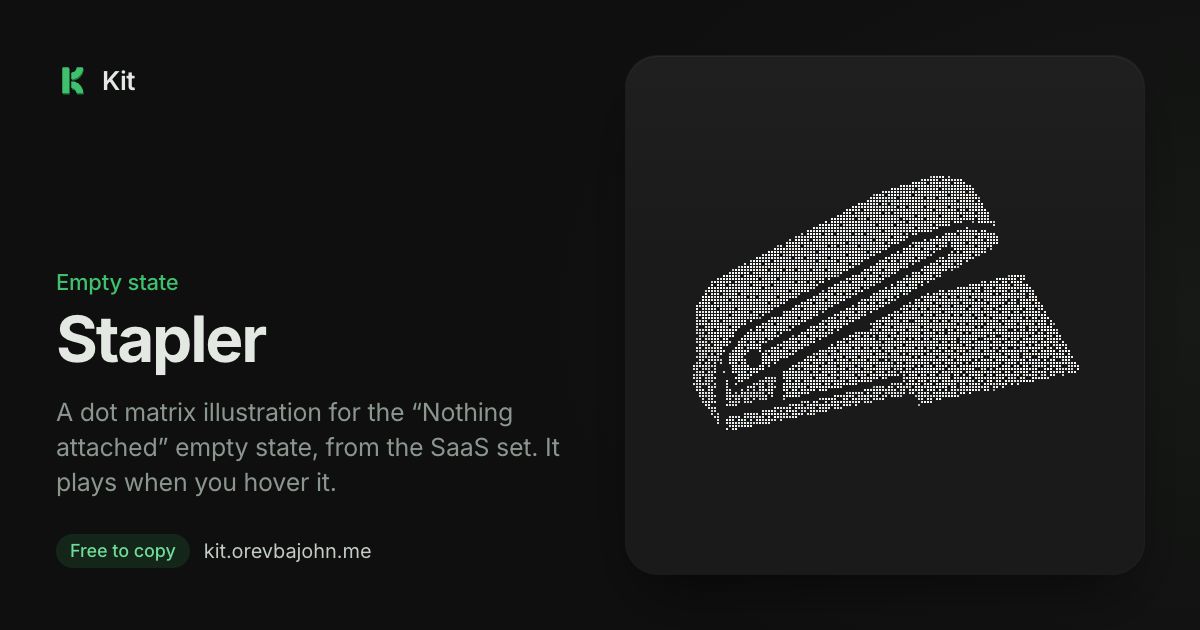 Kit
Empty state
Stapler
A dot matrix illustration for the “Nothing
attached” empty state, from the SaaS set. It
plays when you hover it.
Free to copy
kit.orevbajohn.me